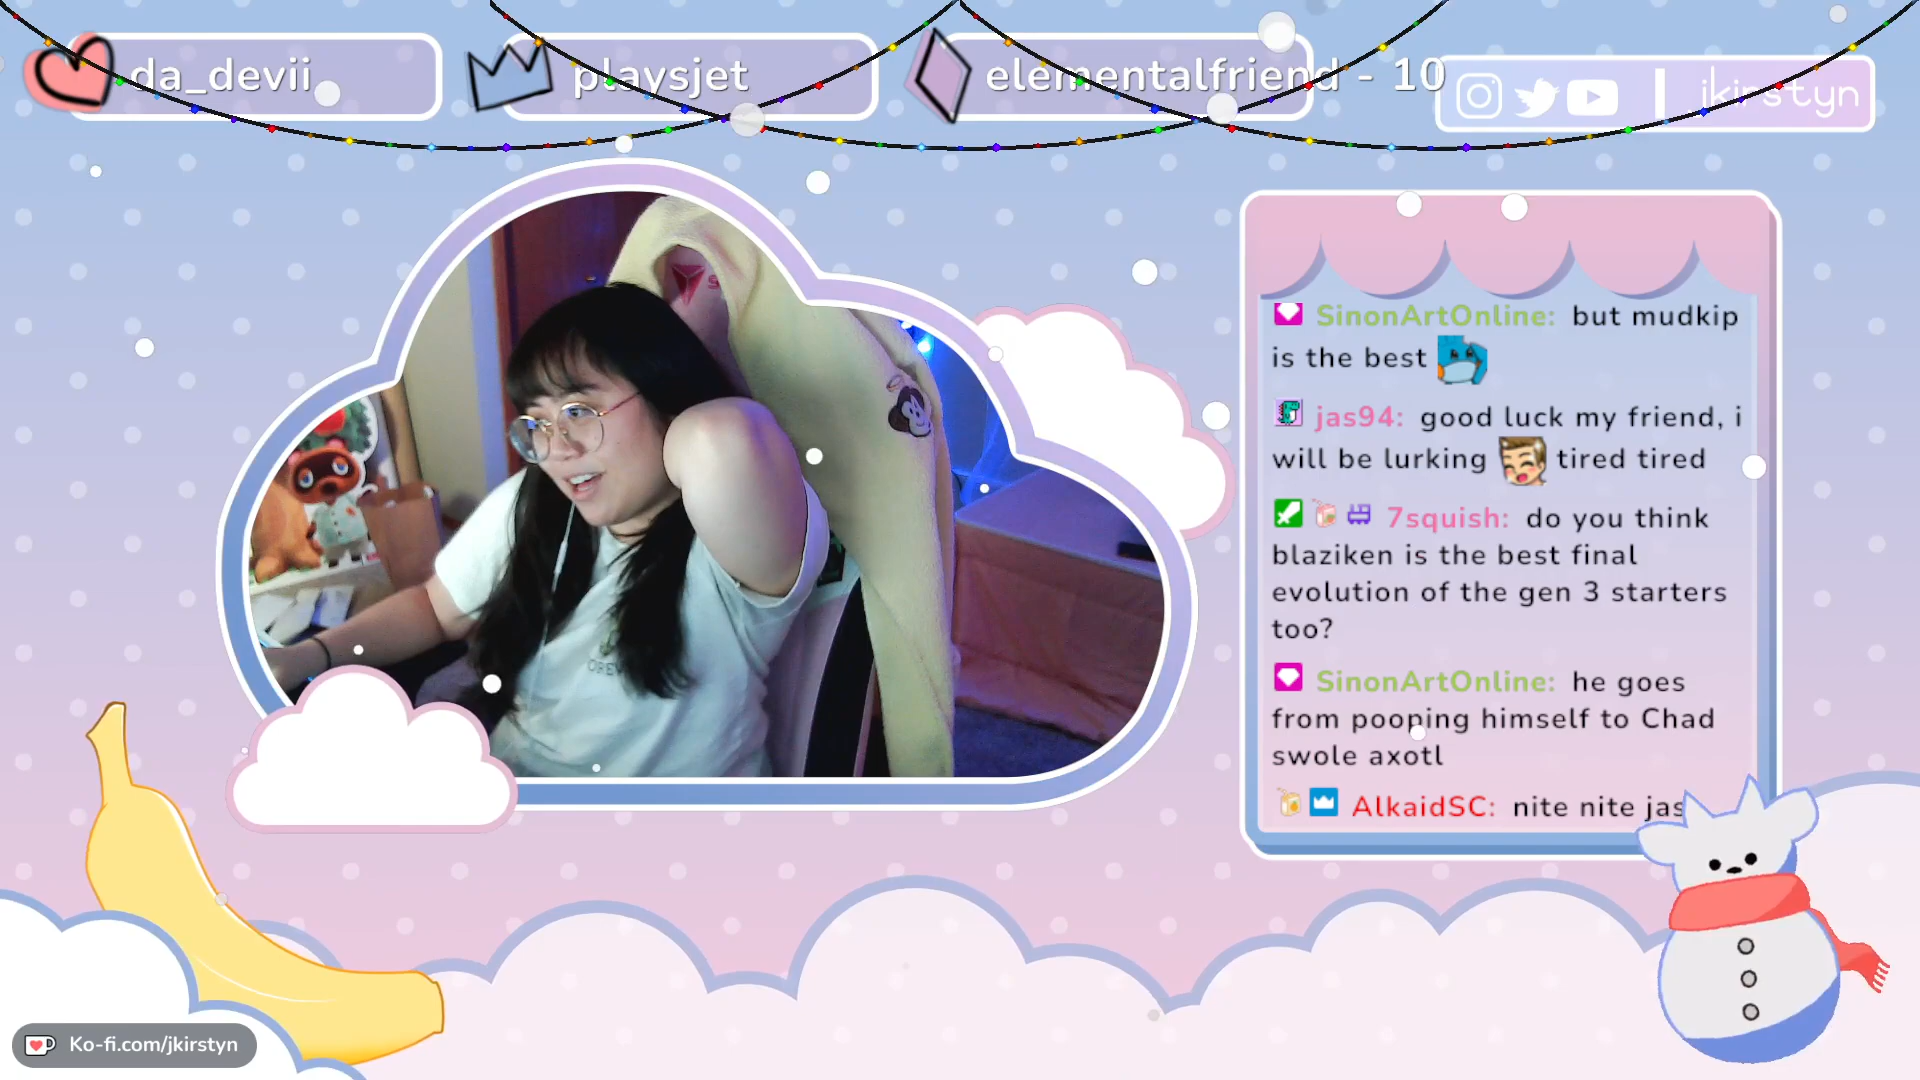 da_devii
playsjet
elementalfriend - 10
jkirstyn
SinonArtOnline: but mudkip
is the best
jas94: good luck my friend, i
will be lurking tired tired
7squish: do you think
blaziken is the best final
evolution of the gen 3 starters
too?
SinonArtOnline: he goes
from pooping himself to Chad
swole axotl
AlkaidSC: nite nite jas
Ko-fi.com/jkirstyn